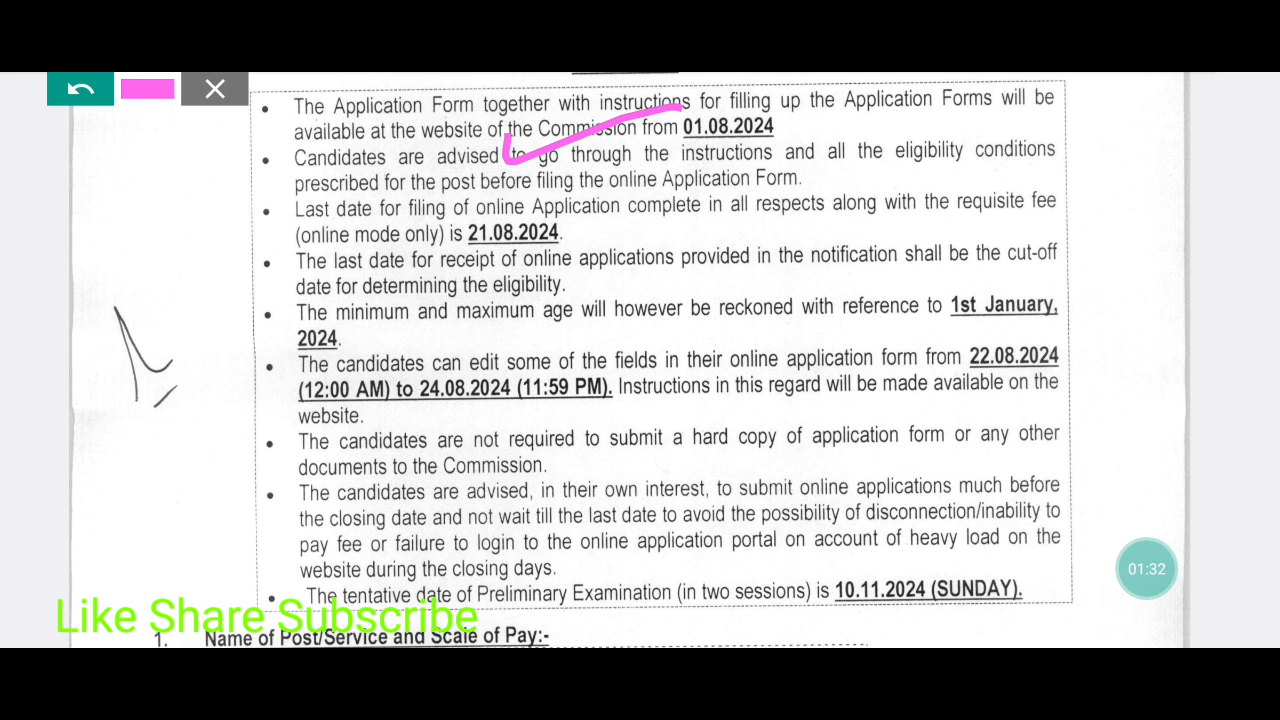 • The Application Form together with instructions for filling up the Application Forms will be
available at the website of the Commission from 01.08.2024
• Candidates are advised to go through the instructions and all the eligibility conditions
prescribed for the post before filing the online Application Form.
• Last date for filing of online Application complete in all respects along with the requisite fee
(online mode only) is 21.08.2024.
• The last date for receipt of online applications provided in the notification shall be the cut-off
date for determining the eligibility.
• The minimum and maximum age will however be reckoned with reference to 1st January,
2024.
• The candidates can edit some of the fields in their online application form from 22.08.2024
(12:00 AM) to 24.08.2024 (11:59 PM). Instructions in this regard will be made available on the
website.
• The candidates are not required to submit a hard copy of application form or any other
documents to the Commission.
• The candidates are advised, in their own interest, to submit online applications much before
the closing date and not wait till the last date to avoid the possibility of disconnection/inability to
pay fee or failure to login to the online application portal on account of heavy load on the
website during the closing days.
• The tentative date of Preliminary Examination (in two sessions) is 10.11.2024 (SUNDAY).
Like Share Subscribe
1. Name of Post/Service and Scale of Pay:-
01:32